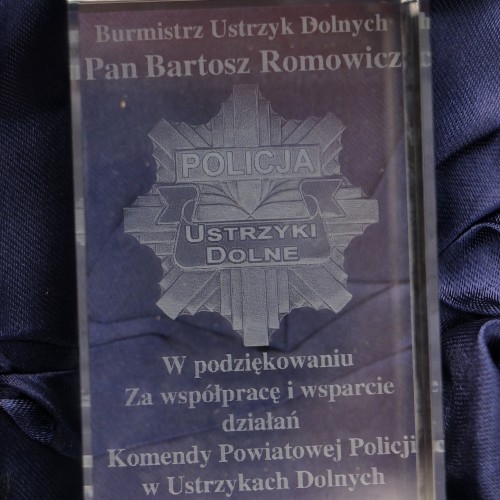 Burmistrz Ustrzyk Dolnych
Pan Bartosz Romowicz
POLICJA
USTRZYKI
DOLNE
W podziękowaniu
Za współpracę i wsparcie
działań
Komendy Powiatowej Policji
w Ustrzykach Dolnych